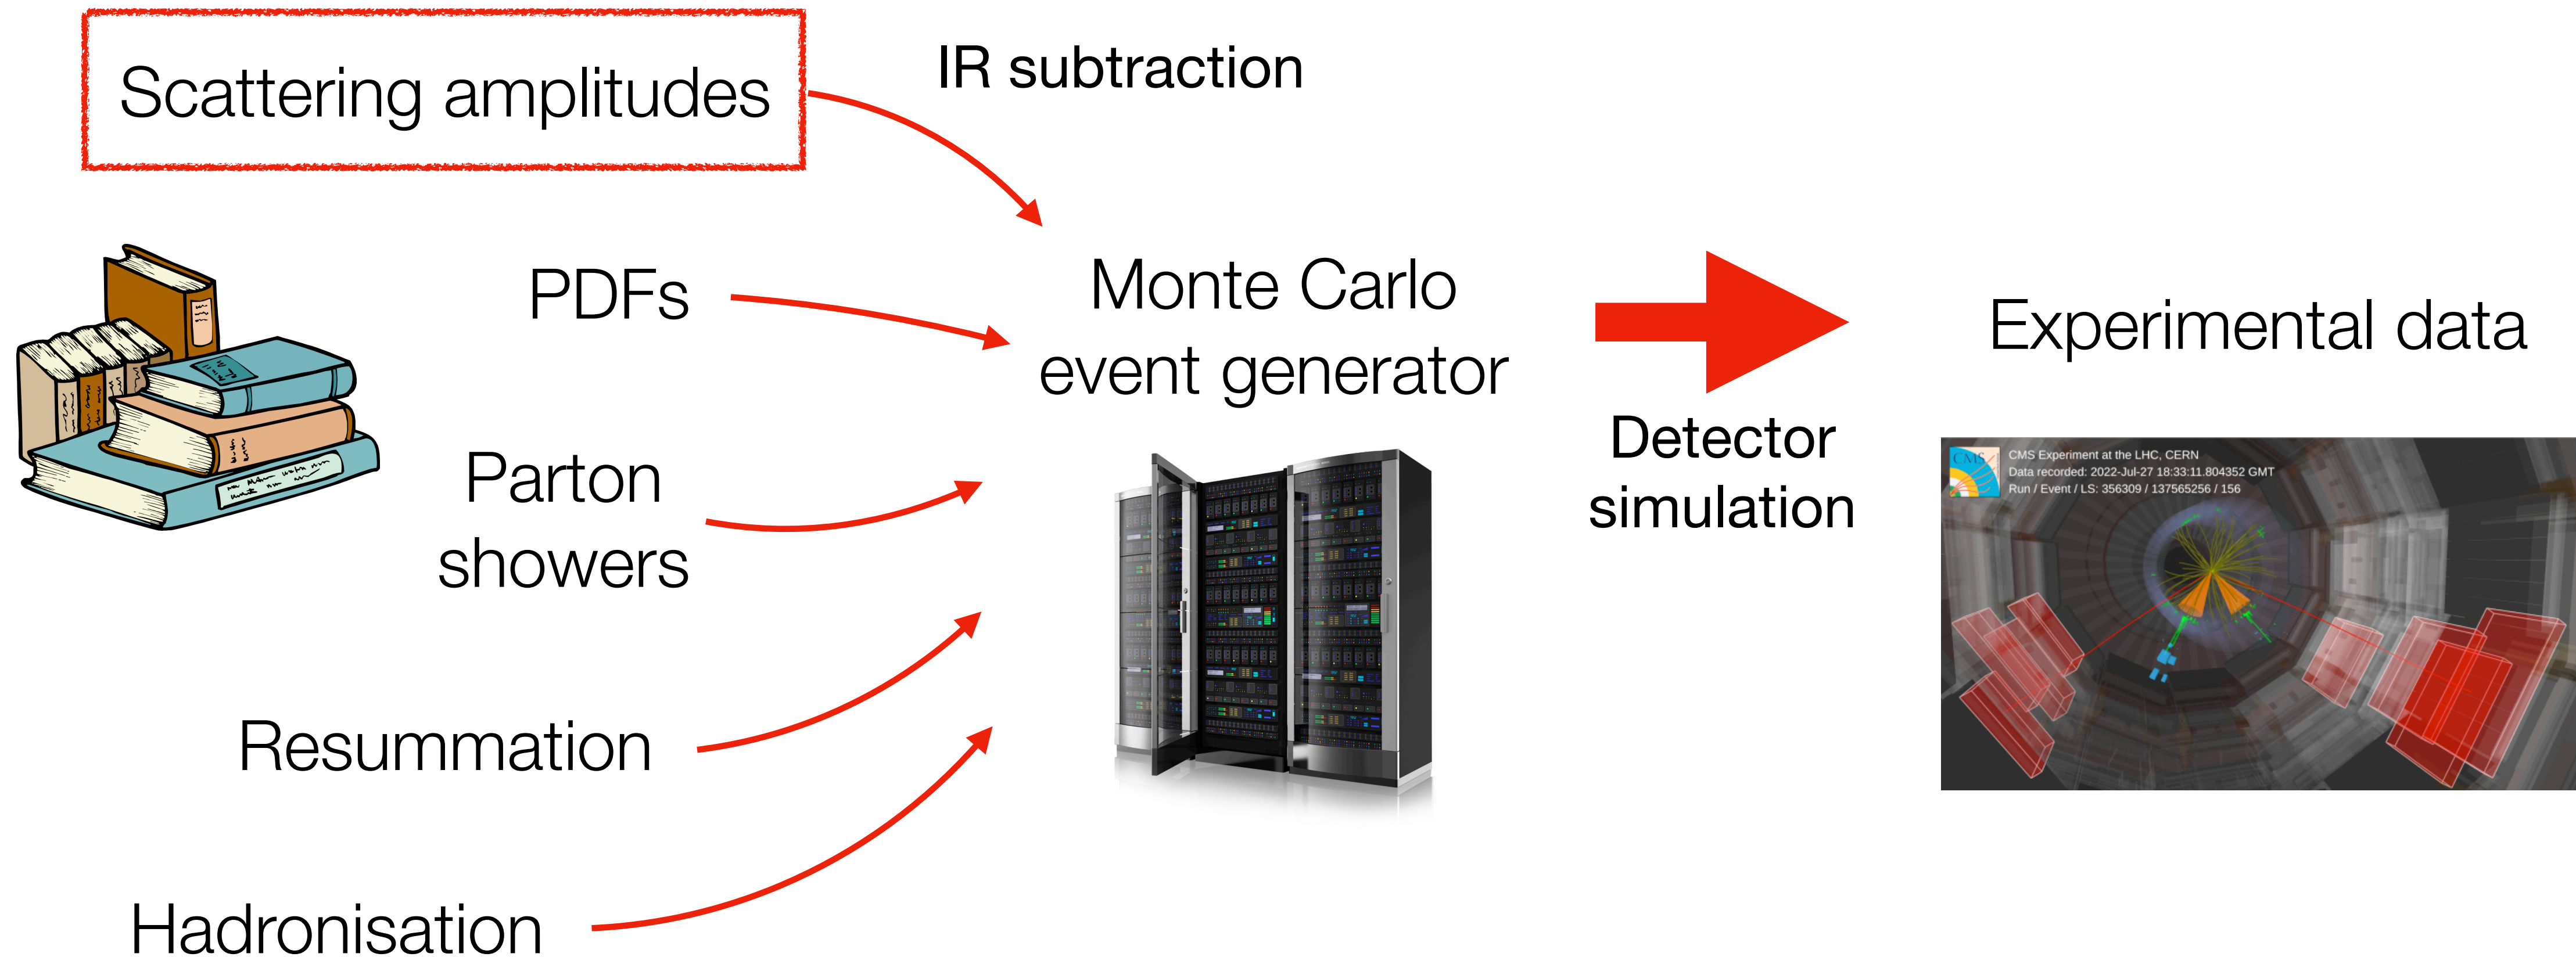 Scattering amplitudes
IR subtraction
PDFs
Monte Carlo
event generator
Experimental data
Parton
showers
Detector
simulation
CMS
CMS Experiment at the LHC, CERN
Data recorded: 2022-Jul-27 18:33:11.804352 GMT
Run / Event / LS: 356309 / 137565256 / 156
Resummation
Hadronisation